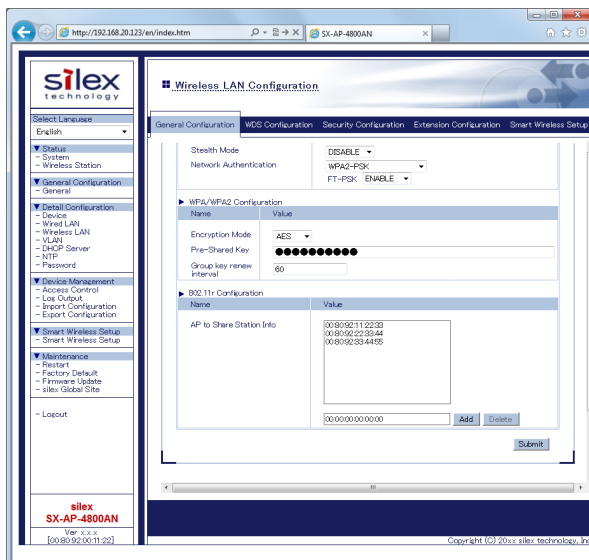 http://192.168.20.123/en/index.htm
SX-AP-4800AN
silex
technology
Select Language
English
▼ Status
- System
- Wireless Station
▼ General Configuration
- General
▼ Detail Configuration
- Device
- Wired LAN
- Wireless LAN
- VLAN
- DHCP Server
- NTP
- Password
▼ Device Management
- Access Control
- Log Output
- Import Configuration
- Export Configuration
▼ Smart Wireless Setup
- Smart Wireless Setup
▼ Maintenance
- Restart
- Factory Default
- Firmware Update
- silex Global Site
- Logout
silex
SX-AP-4800AN
Ver x.x.x
[00:80:92:00:11:22]
Wireless LAN Configuration
General Configuration WDS Configuration Security Configuration Extension Configuration Smart Wireless Setup
Stealth Mode DISABLE
Network Authentication WPA2-PSK
FT-PSK ENABLE
WPA/WPA2 Configuration
Name Value
Encryption Mode AES
Pre-Shared Key ●●●●●●●●●●
Group key renew
interval 60
802.11r Configuration
Name Value
AP to Share Station Info
00:80:92:11:22:33
00:80:92:22:33:44
00:80:92:33:44:55
00:00:00:00:00:00 Add Delete
Submit
Copyright (C) 20xx silex technology, Inc